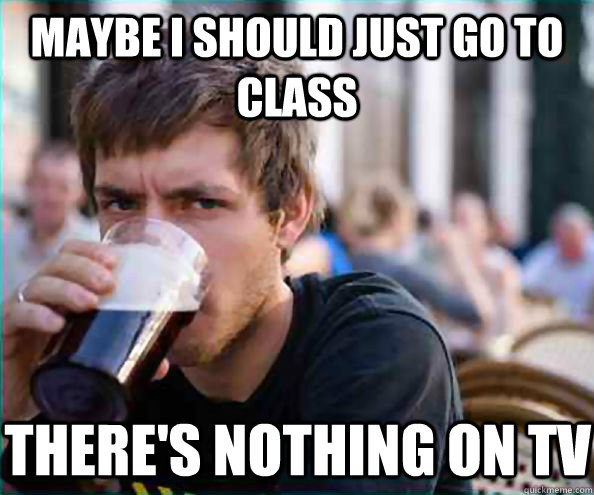 MAYBE I SHOULD JUST GO TO
CLASS
THERE'S NOTHING ON TV
quickmeme.com